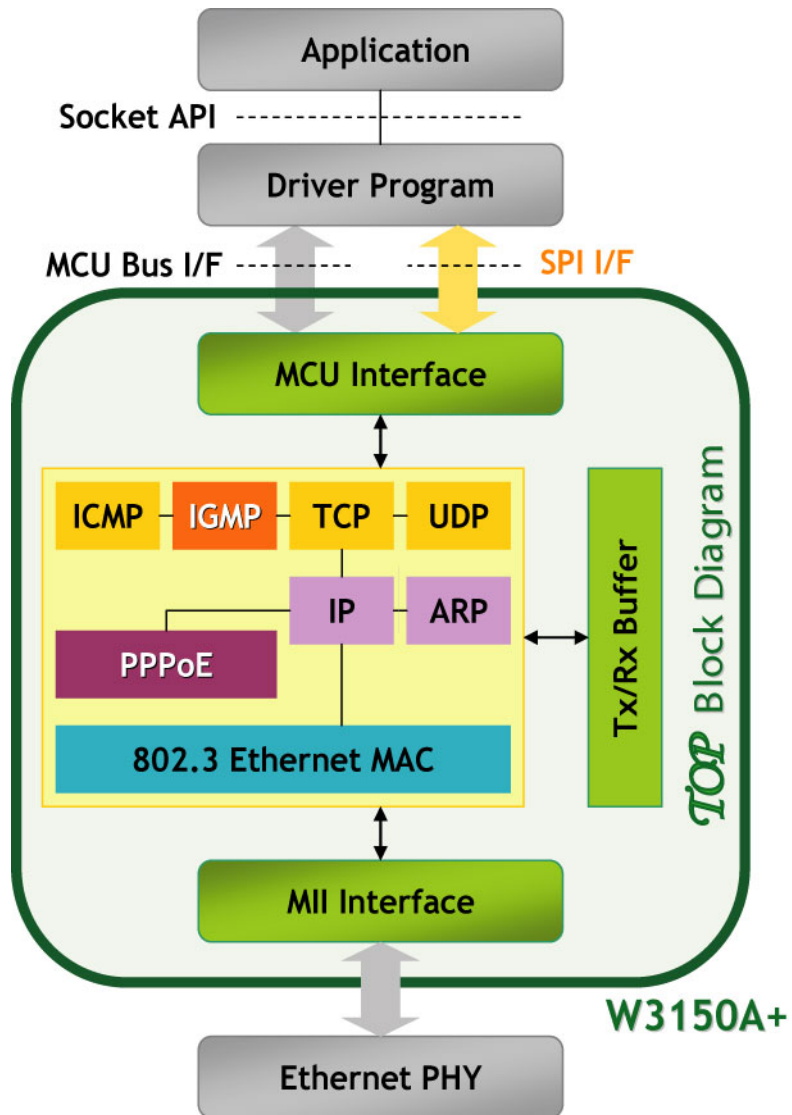 Application
Socket API
Driver Program
MCU Bus I/F
SPI I/F
MCU Interface
ICMP
IGMP
TCP
UDP
IP
ARP
PPPoE
802.3 Ethernet MAC
Tx/Rx Buffer
TOP Block Diagram
MII Interface
W3150A+
Ethernet PHY